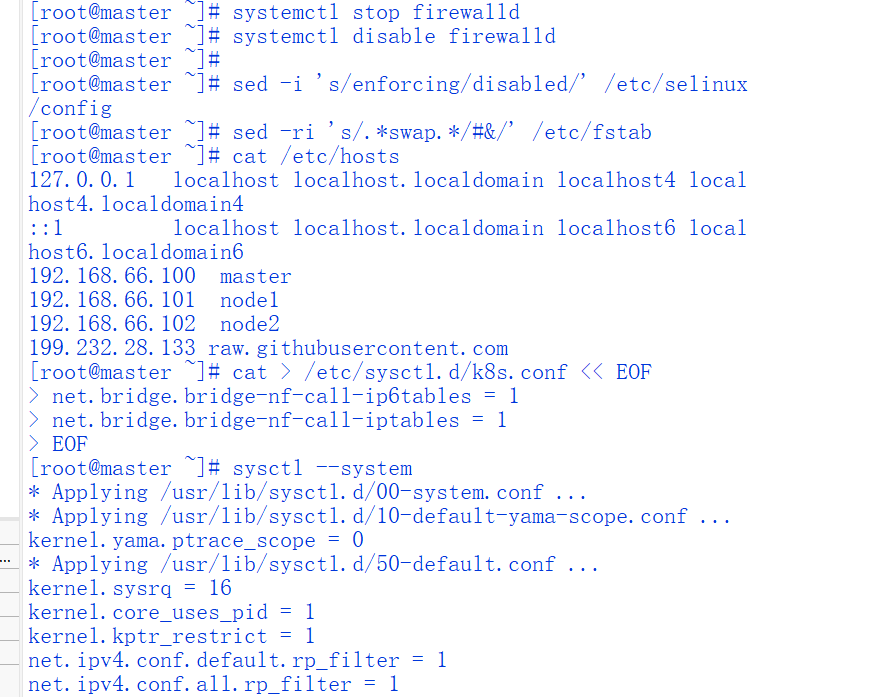 [root@master ~]# systemctl stop firewalld
[root@master ~]# systemctl disable firewalld
[root@master ~]#
[root@master ~]# sed -i 's/enforcing/disabled/' /etc/selinux
/config
[root@master ~]# sed -ri 's/.*swap.*/#&/' /etc/fstab
[root@master ~]# cat /etc/hosts
127.0.0.1   localhost localhost.localdomain localhost4 local
host4.localdomain4
::1         localhost localhost.localdomain localhost6 local
host6.localdomain6
192.168.66.100  master
192.168.66.101  node1
192.168.66.102  node2
199.232.28.133 raw.githubusercontent.com
[root@master ~]# cat > /etc/sysctl.d/k8s.conf << EOF
> net.bridge.bridge-nf-call-ip6tables = 1
> net.bridge.bridge-nf-call-iptables = 1
> EOF
[root@master ~]# sysctl --system
* Applying /usr/lib/sysctl.d/00-system.conf ...
* Applying /usr/lib/sysctl.d/10-default-yama-scope.conf ...
kernel.yama.ptrace_scope = 0
* Applying /usr/lib/sysctl.d/50-default.conf ...
kernel.sysrq = 16
kernel.core_uses_pid = 1
kernel.kptr_restrict = 1
net.ipv4.conf.default.rp_filter = 1
net.ipv4.conf.all.rp_filter = 1